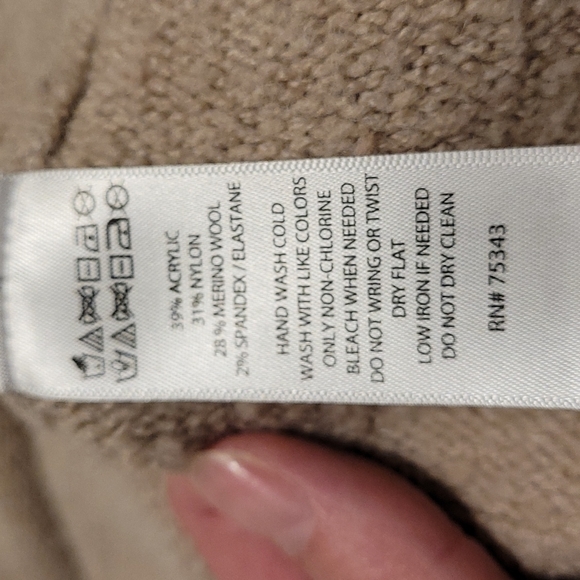 39% ACRYLIC
31% NYLON
28% MERINO WOOL
2% SPANDEX / ELASTANE
HAND WASH COLD
WASH WITH LIKE COLORS
ONLY NON-CHLORINE
BLEACH WHEN NEEDED
DO NOT WRING OR TWIST
DRY FLAT
LOW IRON IF NEEDED
DO NOT DRY CLEAN
RN# 75343